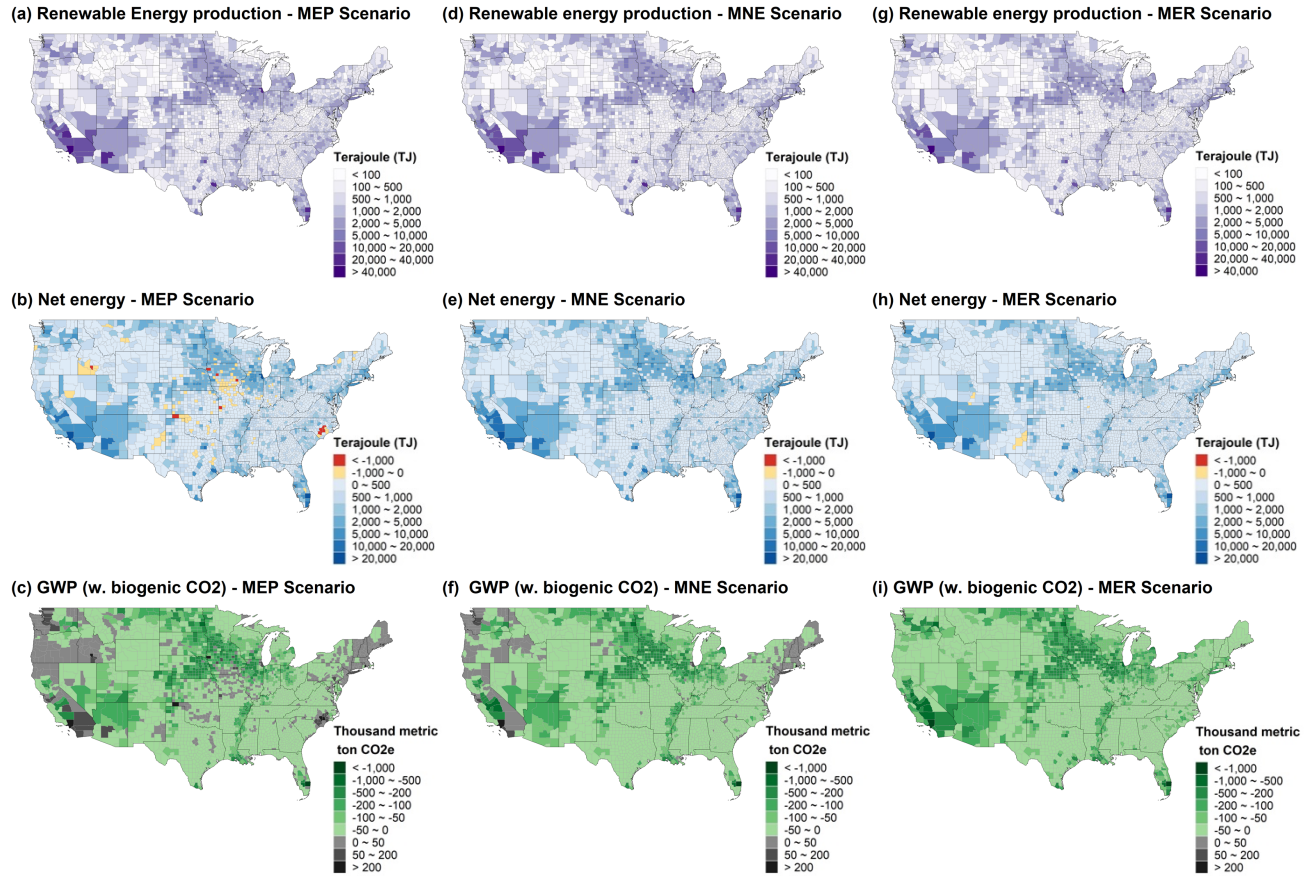 (a) Renewable Energy production - MEP Scenario
Terajoule (TJ)
< 100
100 ~ 500
500 ~ 1,000
1,000 ~ 2,000
2,000 ~ 5,000
5,000 ~ 10,000
10,000 ~ 20,000
20,000 ~ 40,000
> 40,000
(d) Renewable energy production - MNE Scenario
Terajoule (TJ)
< 100
100 ~ 500
500 ~ 1,000
1,000 ~ 2,000
2,000 ~ 5,000
5,000 ~ 10,000
10,000 ~ 20,000
20,000 ~ 40,000
> 40,000
(g) Renewable energy production - MER Scenario
Terajoule (TJ)
< 100
100 ~ 500
500 ~ 1,000
1,000 ~ 2,000
2,000 ~ 5,000
5,000 ~ 10,000
10,000 ~ 20,000
20,000 ~ 40,000
> 40,000
(b) Net energy - MEP Scenario
Terajoule (TJ)
< -1,000
-1,000 ~ 0
0 ~ 500
500 ~ 1,000
1,000 ~ 2,000
2,000 ~ 5,000
5,000 ~ 10,000
10,000 ~ 20,000
> 20,000
(e) Net energy - MNE Scenario
Terajoule (TJ)
< -1,000
-1,000 ~ 0
0 ~ 500
500 ~ 1,000
1,000 ~ 2,000
2,000 ~ 5,000
5,000 ~ 10,000
10,000 ~ 20,000
> 20,000
(h) Net energy - MER Scenario
Terajoule (TJ)
< -1,000
-1,000 ~ 0
0 ~ 500
500 ~ 1,000
1,000 ~ 2,000
2,000 ~ 5,000
5,000 ~ 10,000
10,000 ~ 20,000
> 20,000
(c) GWP (w. biogenic CO2) - MEP Scenario
Thousand metric
ton CO2e
< -1,000
-1,000 ~ -500
-500 ~ -200
-200 ~ -100
-100 ~ -50
-50 ~ 0
0 ~ 50
50 ~ 200
> 200
(f) GWP (w. biogenic CO2) - MNE Scenario
Thousand metric
ton CO2e
< -1,000
-1,000 ~ -500
-500 ~ -200
-200 ~ -100
-100 ~ -50
-50 ~ 0
0 ~ 50
50 ~ 200
> 200
(i) GWP (w. biogenic CO2) - MER Scenario
Thousand metric
ton CO2e
< -1,000
-1,000 ~ -500
-500 ~ -200
-200 ~ -100
-100 ~ -50
-50 ~ 0
0 ~ 50
50 ~ 200
> 200